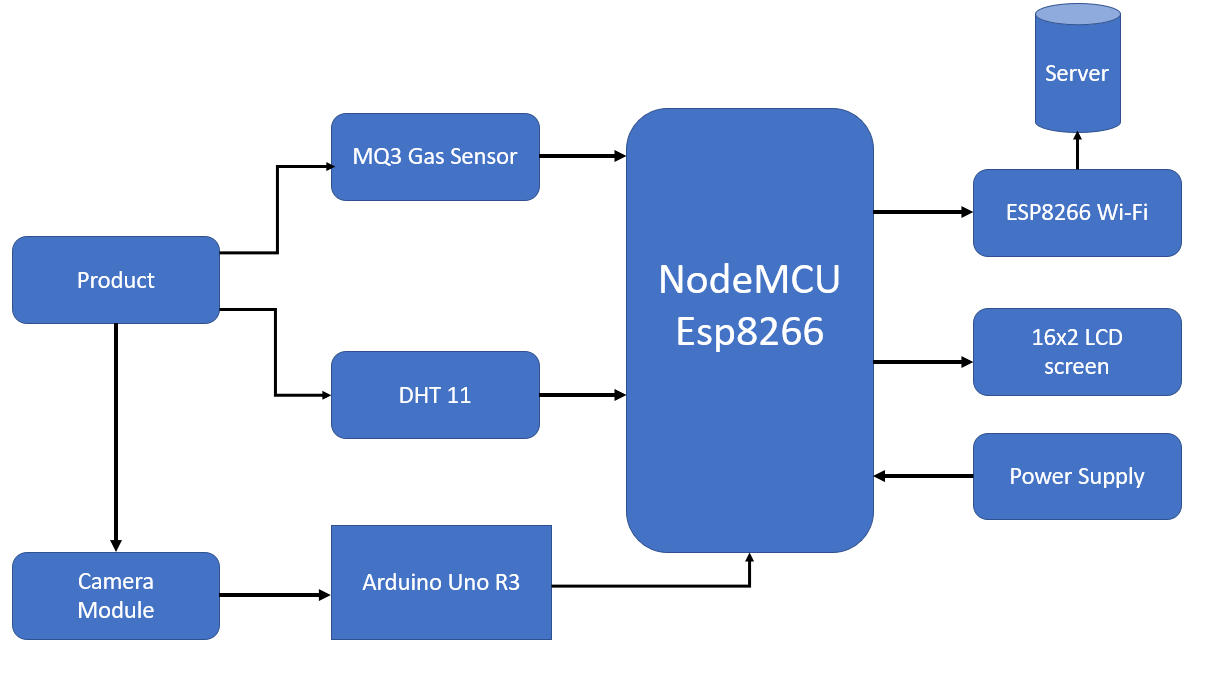 Server
MQ3 Gas Sensor
ESP8266 Wi-Fi
Product
NodeMCU
Esp8266
16x2 LCD
screen
DHT 11
Power Supply
Camera
Module
Arduino Uno R3